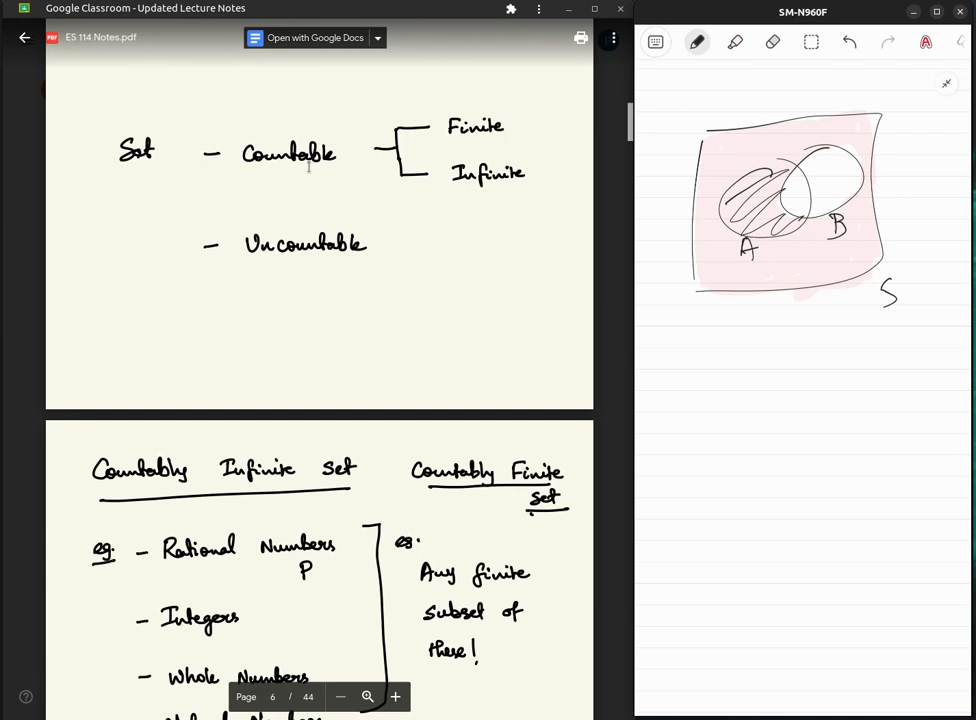 Google Classroom - Updated Lecture Notes
PDF ES 114 Notes.pdf
Open with Google Docs
Set - Countable
Finite
Infinite
- Uncountable
Countably Infinite set
eg. - Rational Numbers
P
- Integers
- Whole Numbers
Countably Finite
set
eg.
Any finite
subset of
these!
Page 6 / 44
SM-N960F
A
A
B
S